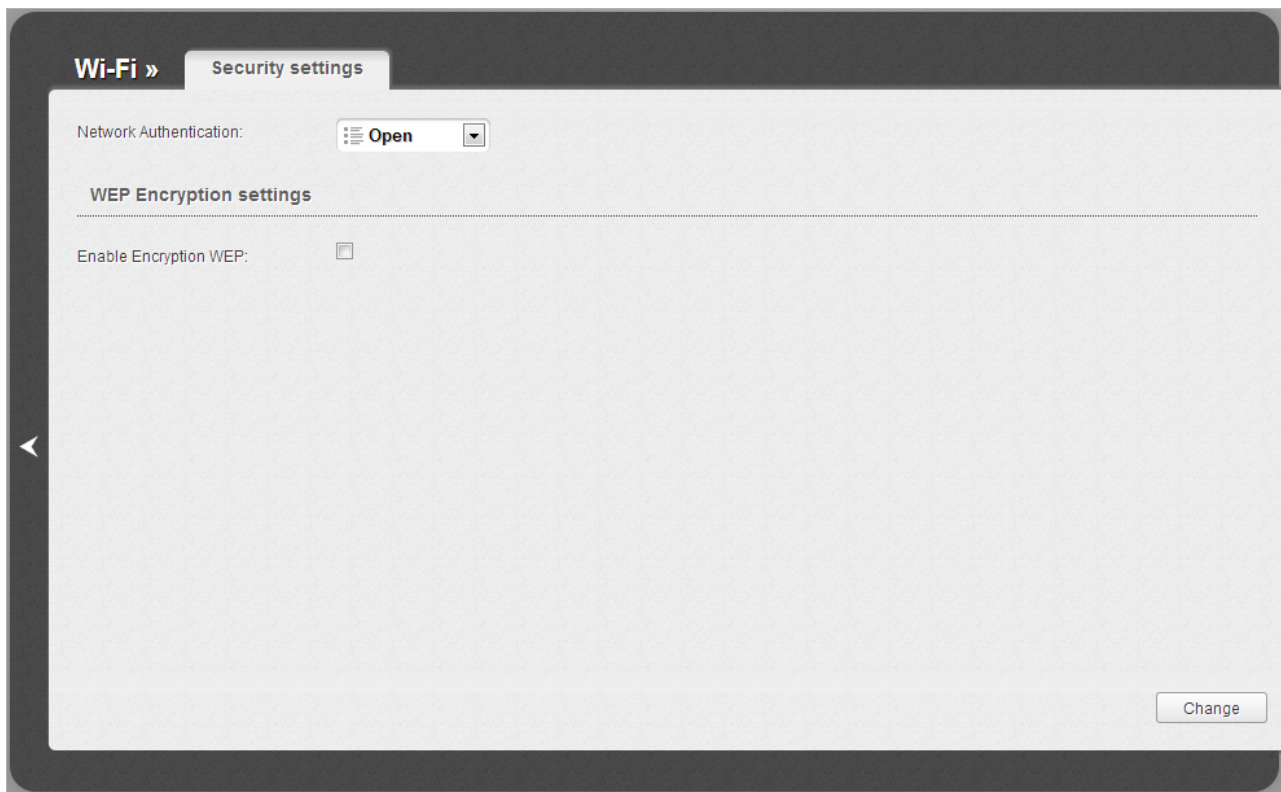 Wi-Fi » Security settings
Network Authentication: Open
WEP Encryption settings
Enable Encryption WEP:
Change